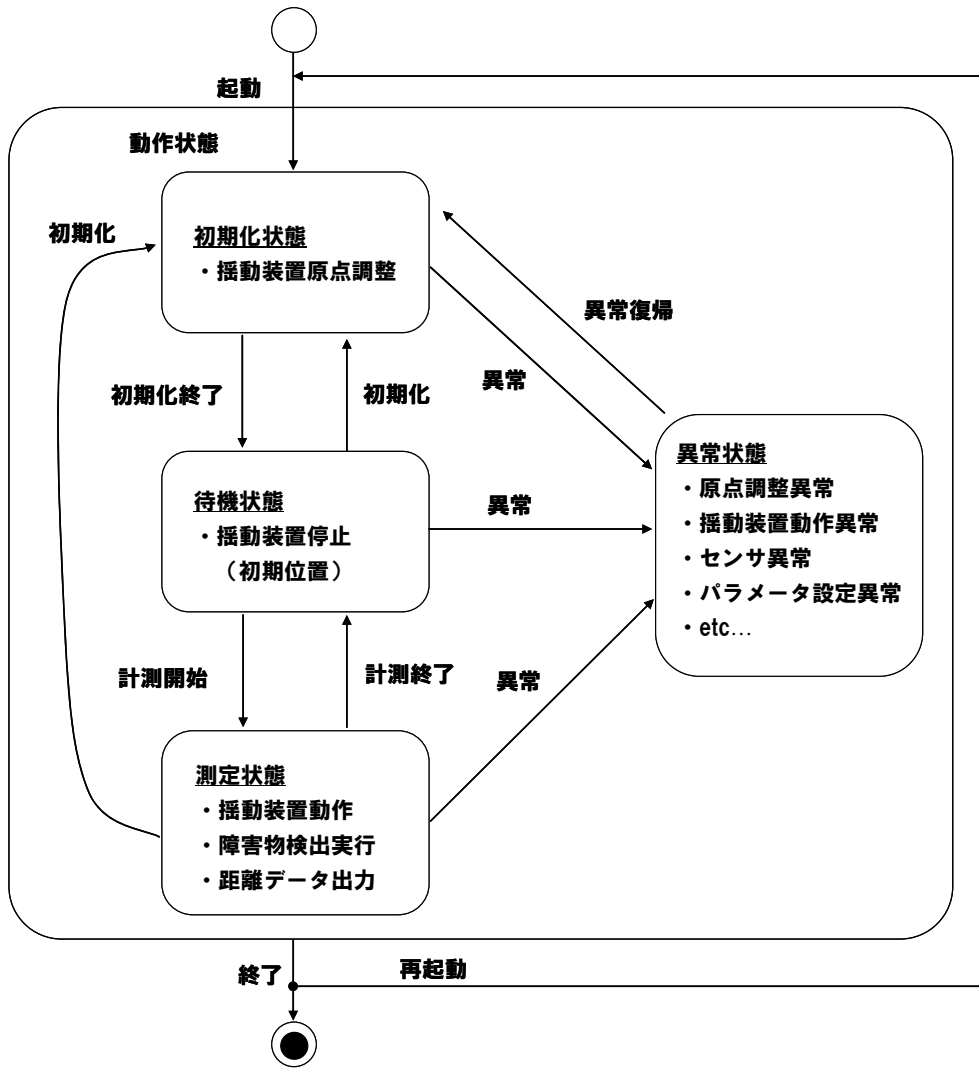 起動
動作状態
初期化
初期化状態
・揺動装置原点調整
異常復帰
異常
初期化終了
初期化
異常状態
・原点調整異常
・揺動装置動作異常
・センサ異常
・パラメータ設定異常
・etc…
待機状態
・揺動装置停止
（初期位置）
異常
計測開始
計測終了
異常
測定状態
・揺動装置動作
・障害物検出実行
・距離データ出力
終了
再起動